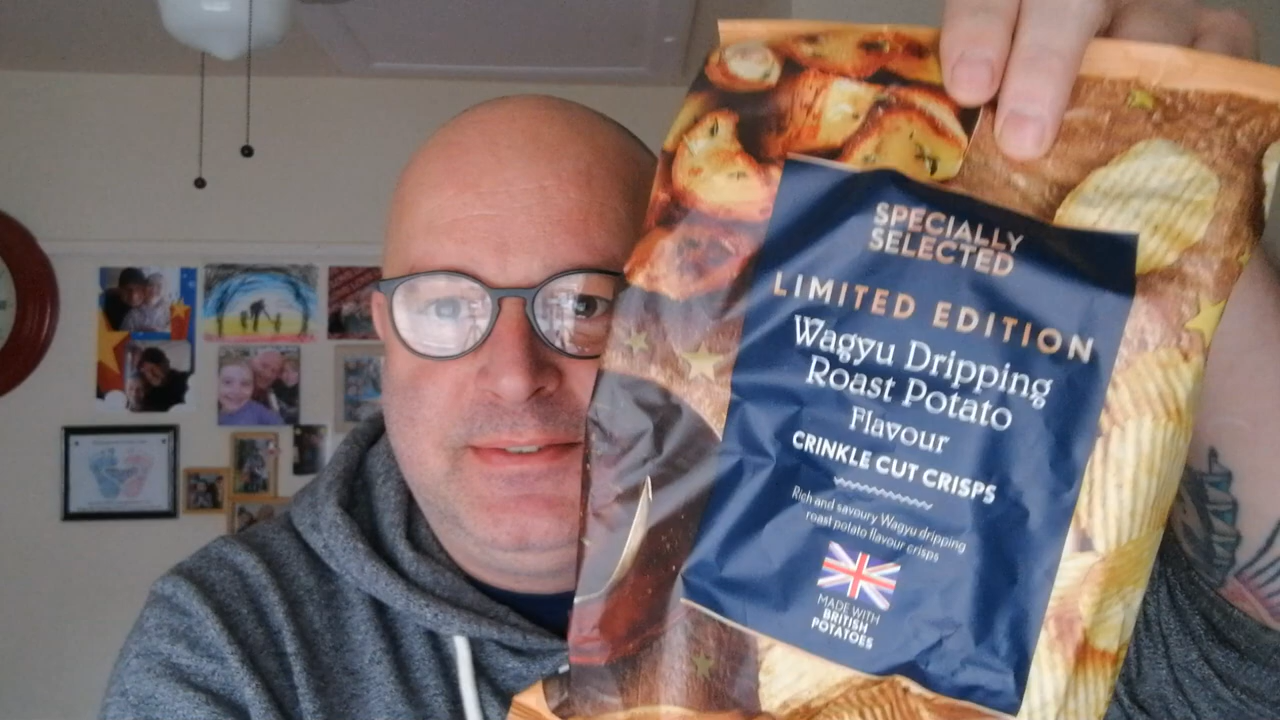 SPECIALLY
SELECTED
LIMITED EDITION
Wagyu Dripping
Roast Potato
Flavour
CRINKLE CUT CRISPS
Rich and savoury Wagyu dripping
roast potato flavour crisps
MADE WITH
BRITISH
POTATOES